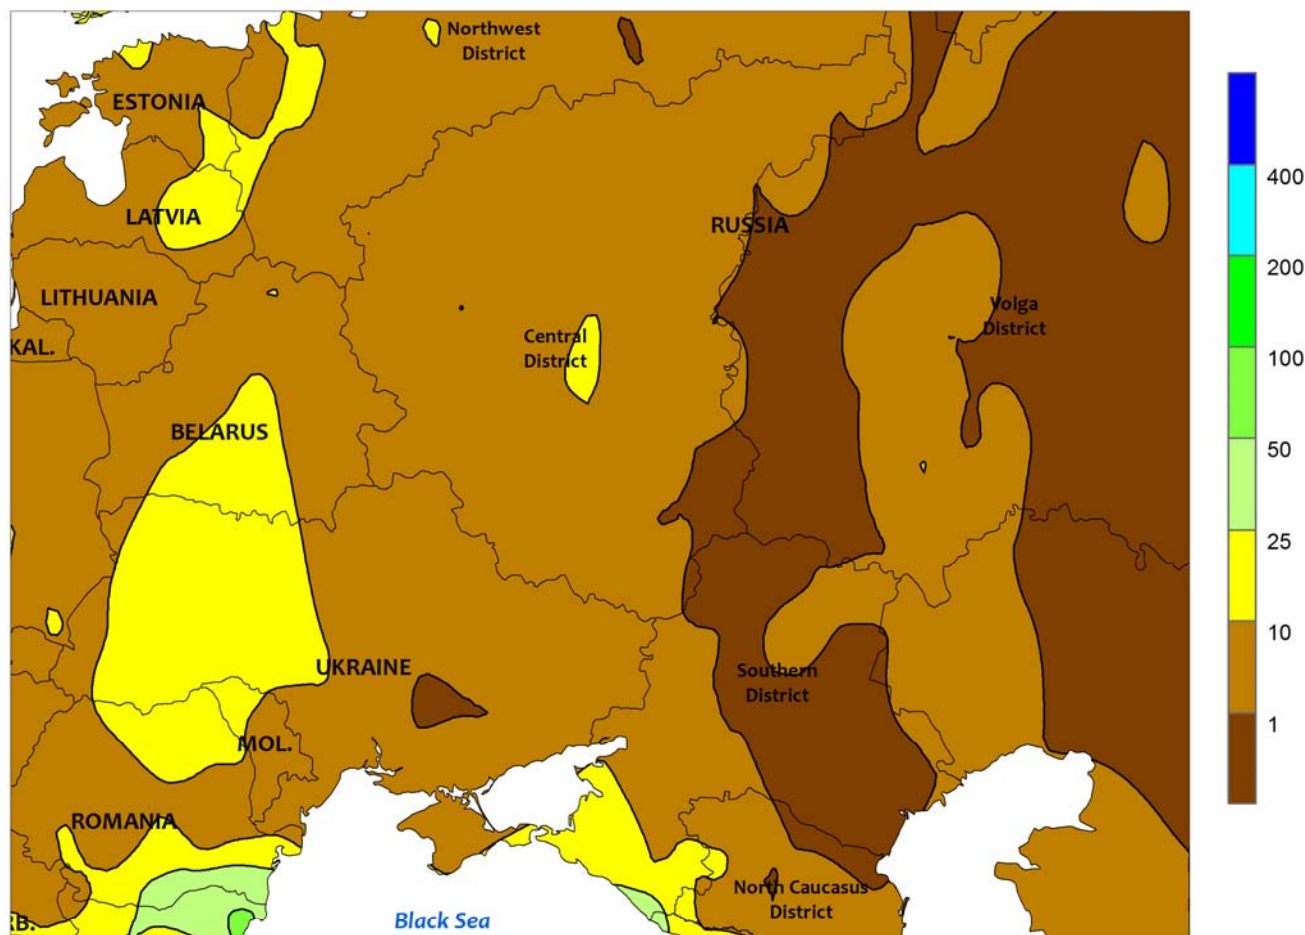 Northwest
District
ESTONIA
400
LATVIA
RUSSIA
200
LITHUANIA
Volga
District
KAL.
Central
District
100
BELARUS
50
25
10
UKRAINE
Southern
District
1
MOL.
ROMANIA
North Caucasus
District
RB.
Black Sea